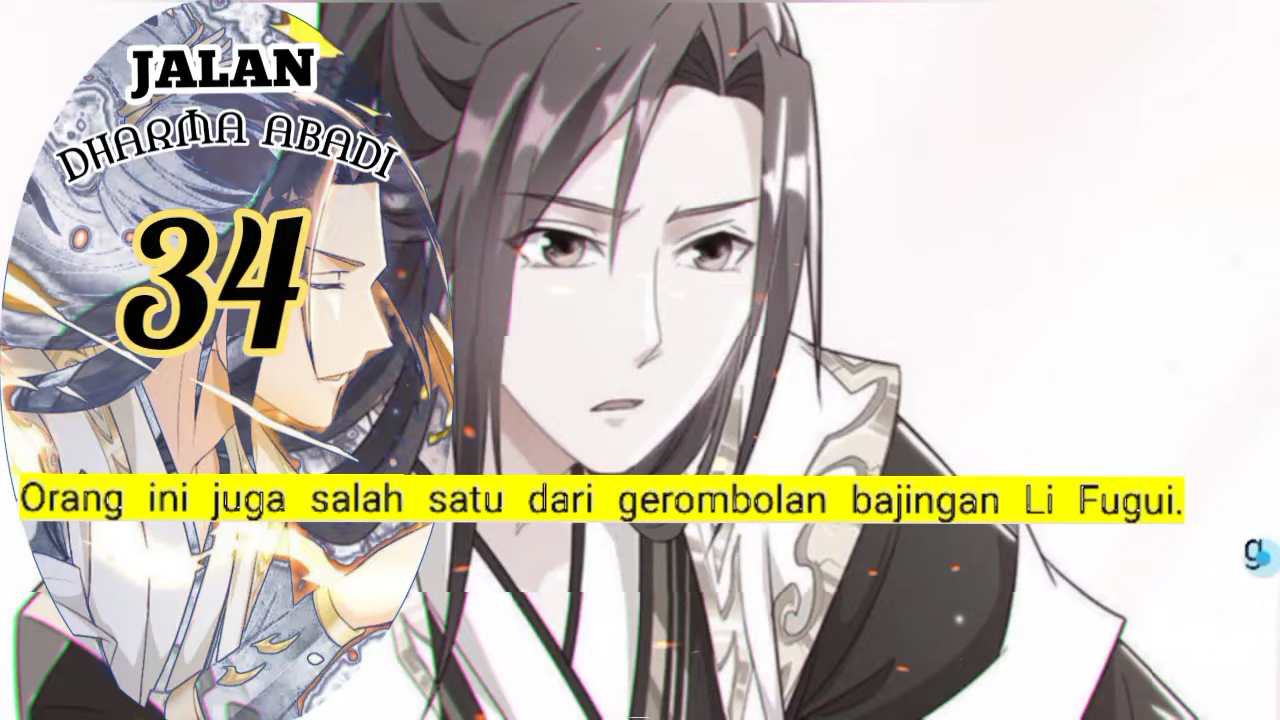 JALAN
DHARMA ABADI
34
Orang ini juga salah satu dari gerombolan bajingan Li Fugui.
g